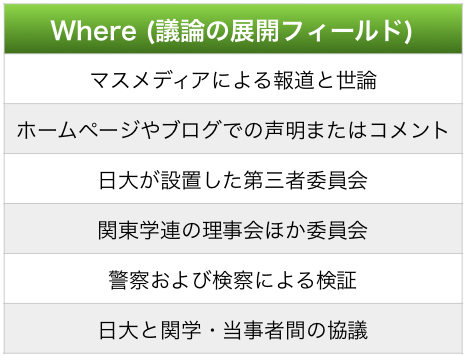 Where (議論の展開フィールド)
マスメディアによる報道と世論
ホームページやブログでの声明またはコメント
日大が設置した第三者委員会
関東学連の理事会ほか委員会
警察および検察による検証
日大と関学・当事者間の協議